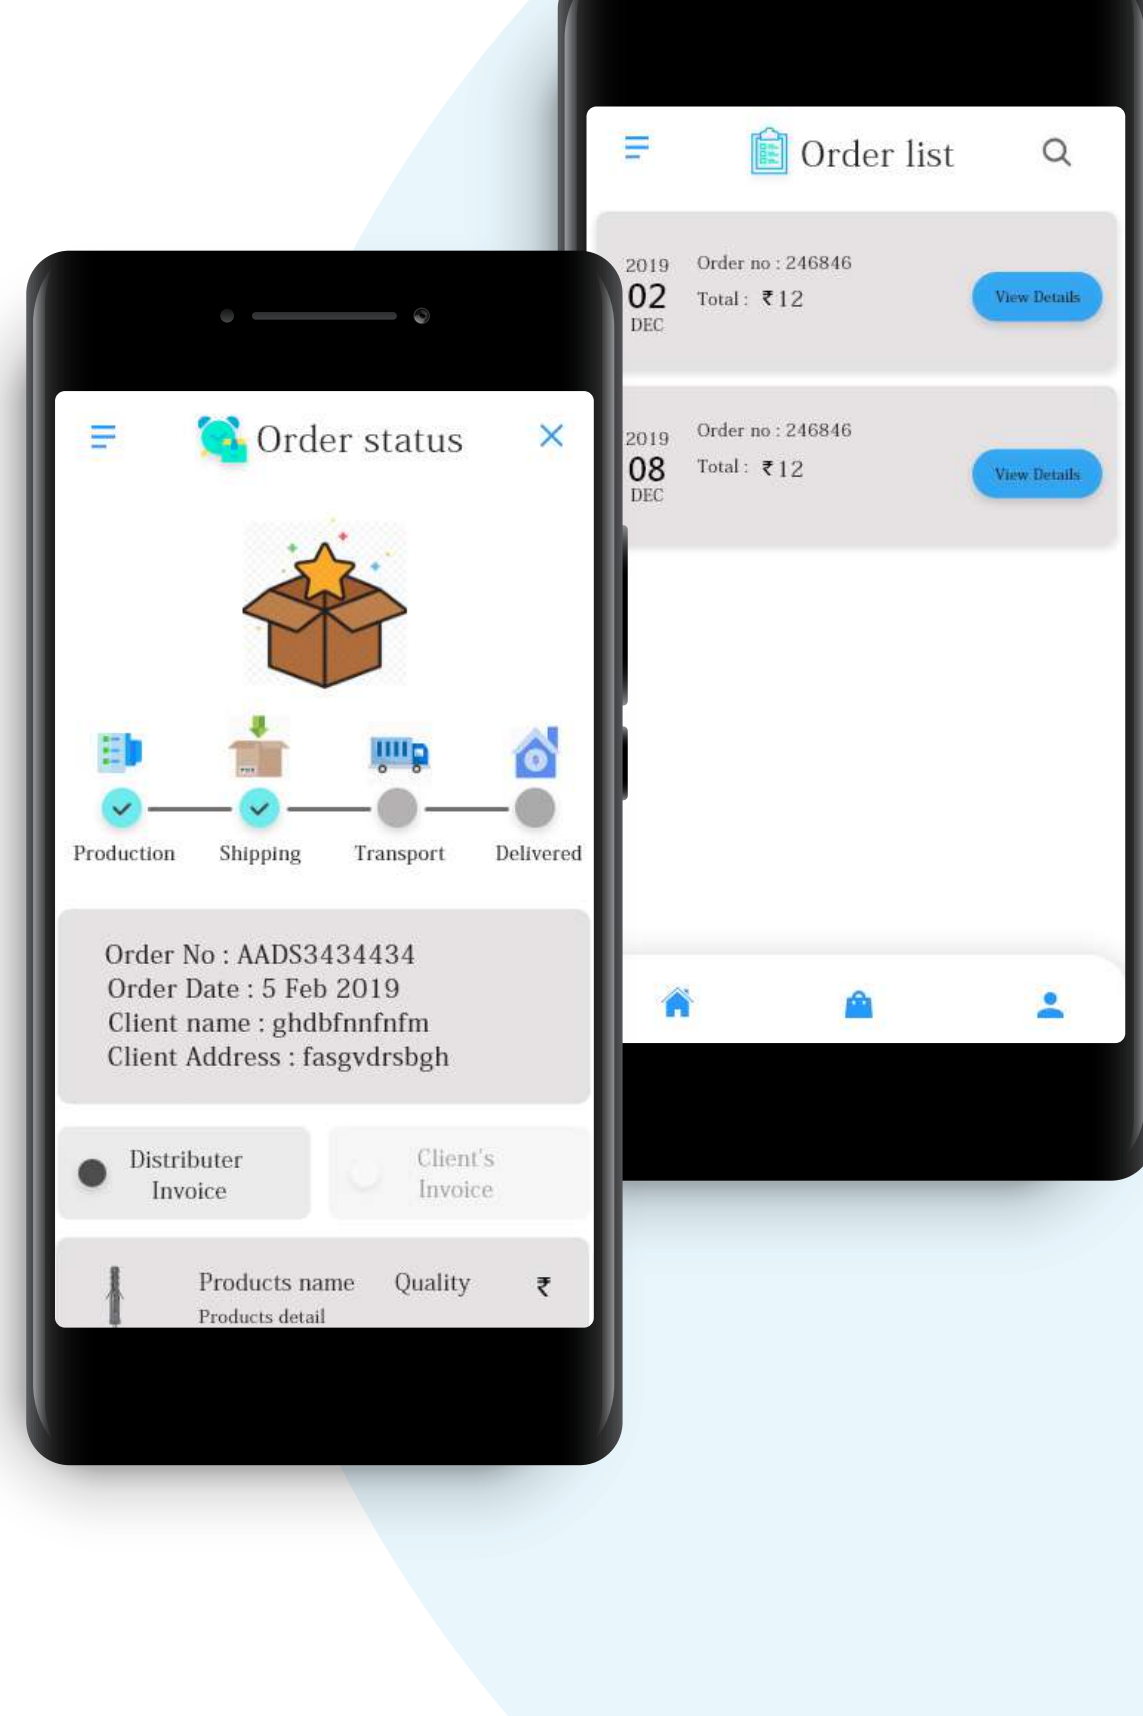 Order list
2019
02
DEC
Order no : 246846
Total : ₹12
View Details
2019
08
DEC
Order no : 246846
Total : ₹12
View Details
Order status
Production
Shipping
Transport
Delivered
Order No : AADS3434434
Order Date : 5 Feb 2019
Client name : ghdbfnnfnfm
Client Address : fasgvdrsbgh
Distributer
Invoice
Client's
Invoice
Products name Quality ₹
Products detail